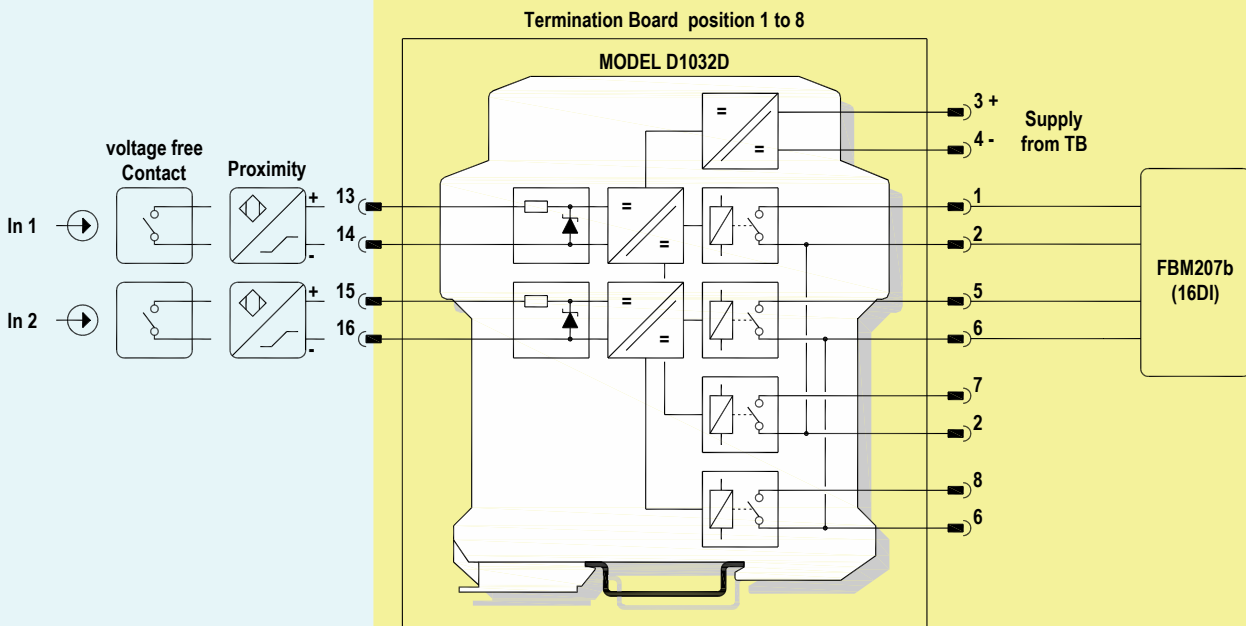 Termination Board position 1 to 8
MODEL D1032D
3 +
4 -
Supply
from TB
voltage free
Contact
Proximity
In 1
+
13
14
-
1
2
In 2
+
15
16
-
5
6
FBM207b
(16DI)
7
2
8
6
=
=
=
=
=
=